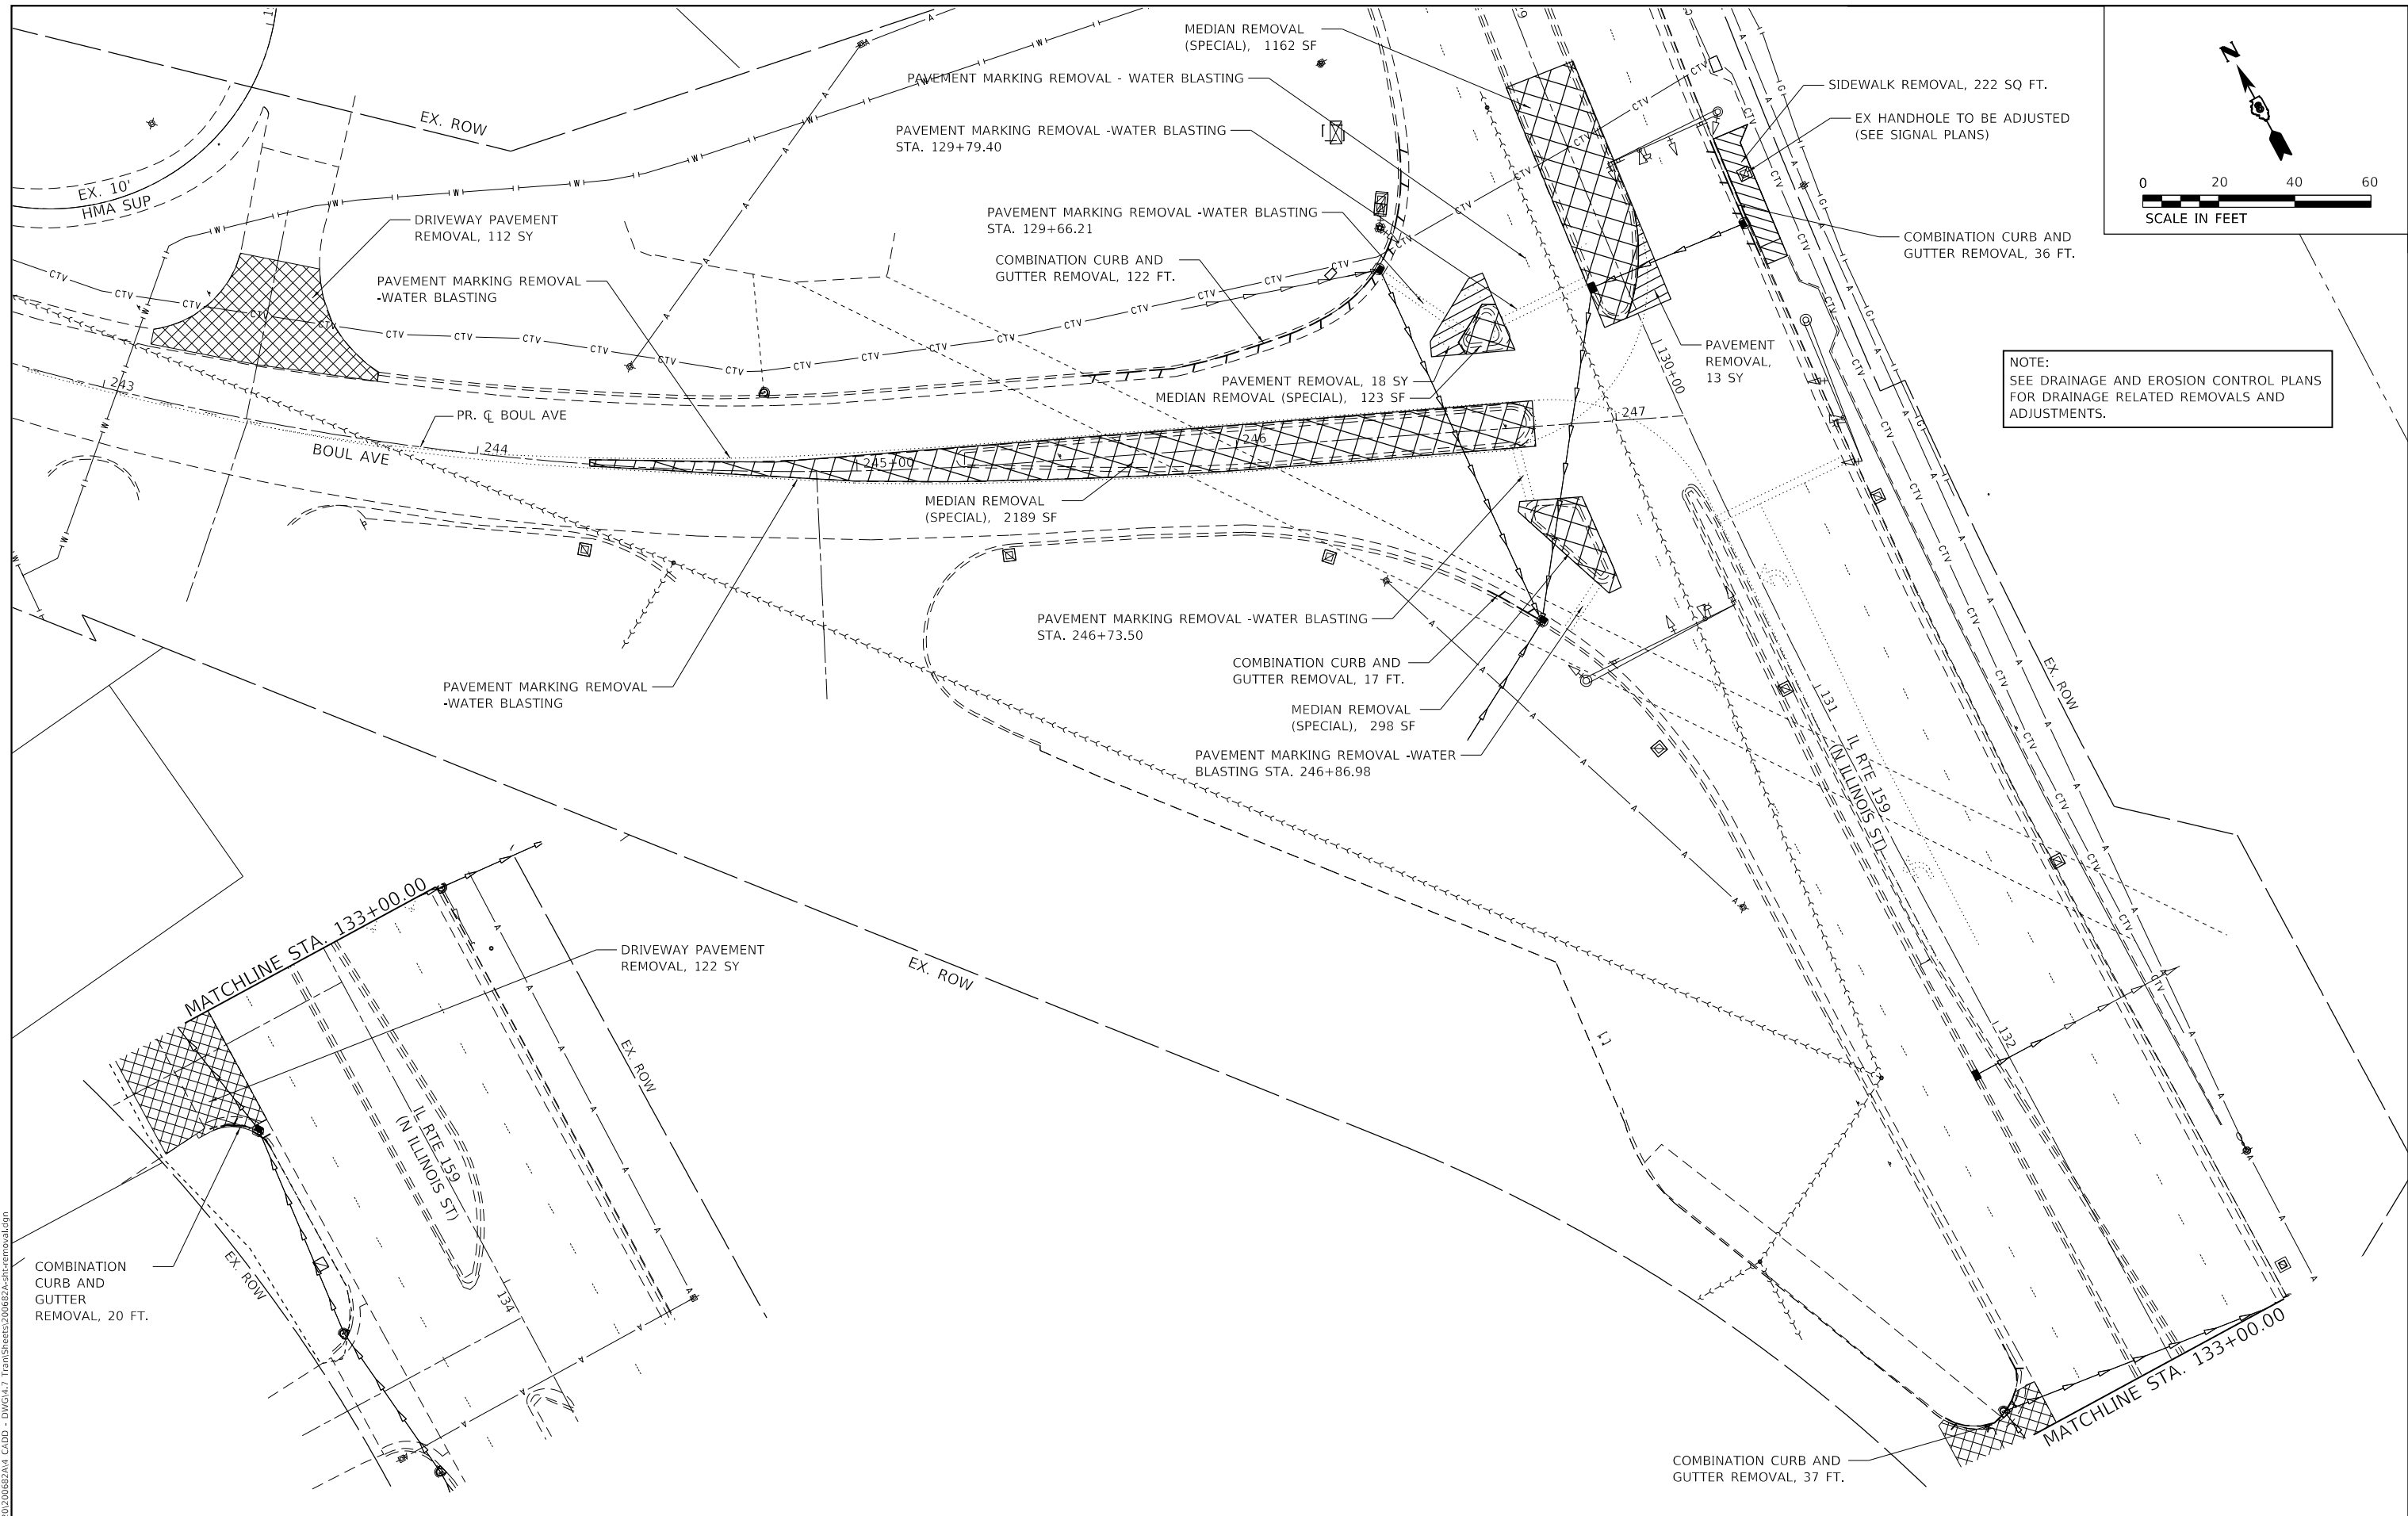 MEDIAN REMOVAL
(SPECIAL), 1162 SF
PAVEMENT MARKING REMOVAL - WATER BLASTING
PAVEMENT MARKING REMOVAL -WATER BLASTING
STA. 129+79.40
PAVEMENT MARKING REMOVAL -WATER BLASTING
STA. 129+66.21
COMBINATION CURB AND
GUTTER REMOVAL, 122 FT.
EX. ROW
EX. 10'
HMA SUP
DRIVEWAY PAVEMENT
REMOVAL, 112 SY
PAVEMENT MARKING REMOVAL
-WATER BLASTING
N
0 20 40 60
SCALE IN FEET
SIDEWALK REMOVAL, 222 SQ FT.
EX HANDHOLE TO BE ADJUSTED
(SEE SIGNAL PLANS)
COMBINATION CURB AND
GUTTER REMOVAL, 36 FT.
PAVEMENT
REMOVAL,
13 SY
NOTE:
SEE DRAINAGE AND EROSION CONTROL PLANS
FOR DRAINAGE RELATED REMOVALS AND
ADJUSTMENTS.
PAVEMENT REMOVAL, 18 SY
MEDIAN REMOVAL (SPECIAL), 123 SF
130+00
243
PR. ℄ BOUL AVE
244
BOUL AVE
245+00
246
247
MEDIAN REMOVAL
(SPECIAL), 2189 SF
PAVEMENT MARKING REMOVAL -WATER BLASTING
STA. 246+73.50
COMBINATION CURB AND
GUTTER REMOVAL, 17 FT.
MEDIAN REMOVAL
(SPECIAL), 298 SF
PAVEMENT MARKING REMOVAL -WATER
BLASTING STA. 246+86.98
PAVEMENT MARKING REMOVAL
-WATER BLASTING
131
IL RTE 159
(N ILLINOIS ST)
EX. ROW
132
EX. ROW
MATCHLINE STA. 133+00.00
DRIVEWAY PAVEMENT
REMOVAL, 122 SY
EX. ROW
IL RTE 159
(N ILLINOIS ST)
134
EX. ROW
COMBINATION
CURB AND
GUTTER
REMOVAL, 20 FT.
MATCHLINE STA. 133+00.00
COMBINATION CURB AND
GUTTER REMOVAL, 37 FT.